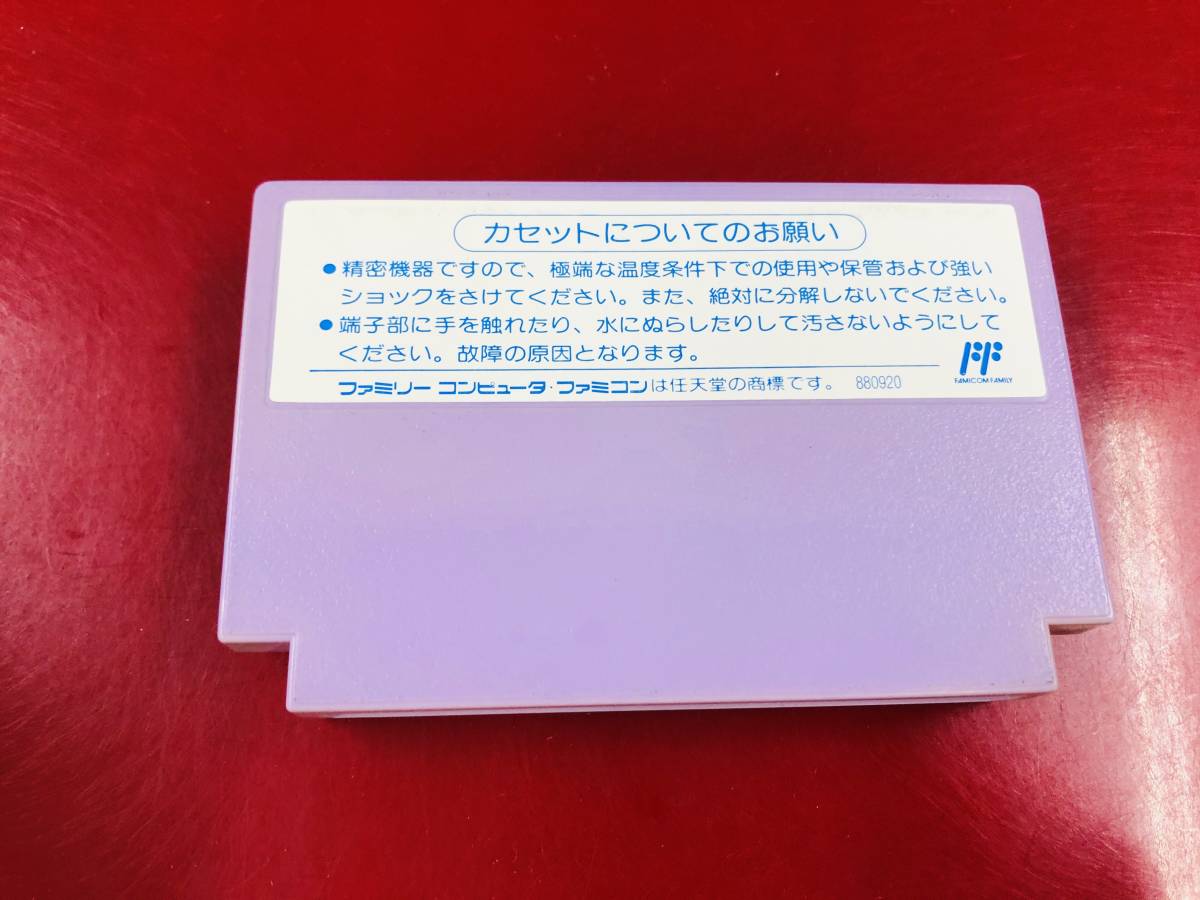 カセットについてのお願い
●精密機器ですので、極端な温度条件下での使用や保管および強い
ショックをさけてください。また、絶対に分解しないでください。
●端子部に手を触れたり、水にぬらしたりして汚さないようにして
ください。故障の原因となります。
FF
FAMICOM FAMILY
ファミリー コンピュータ・ファミコンは任天堂の商標です。 880920